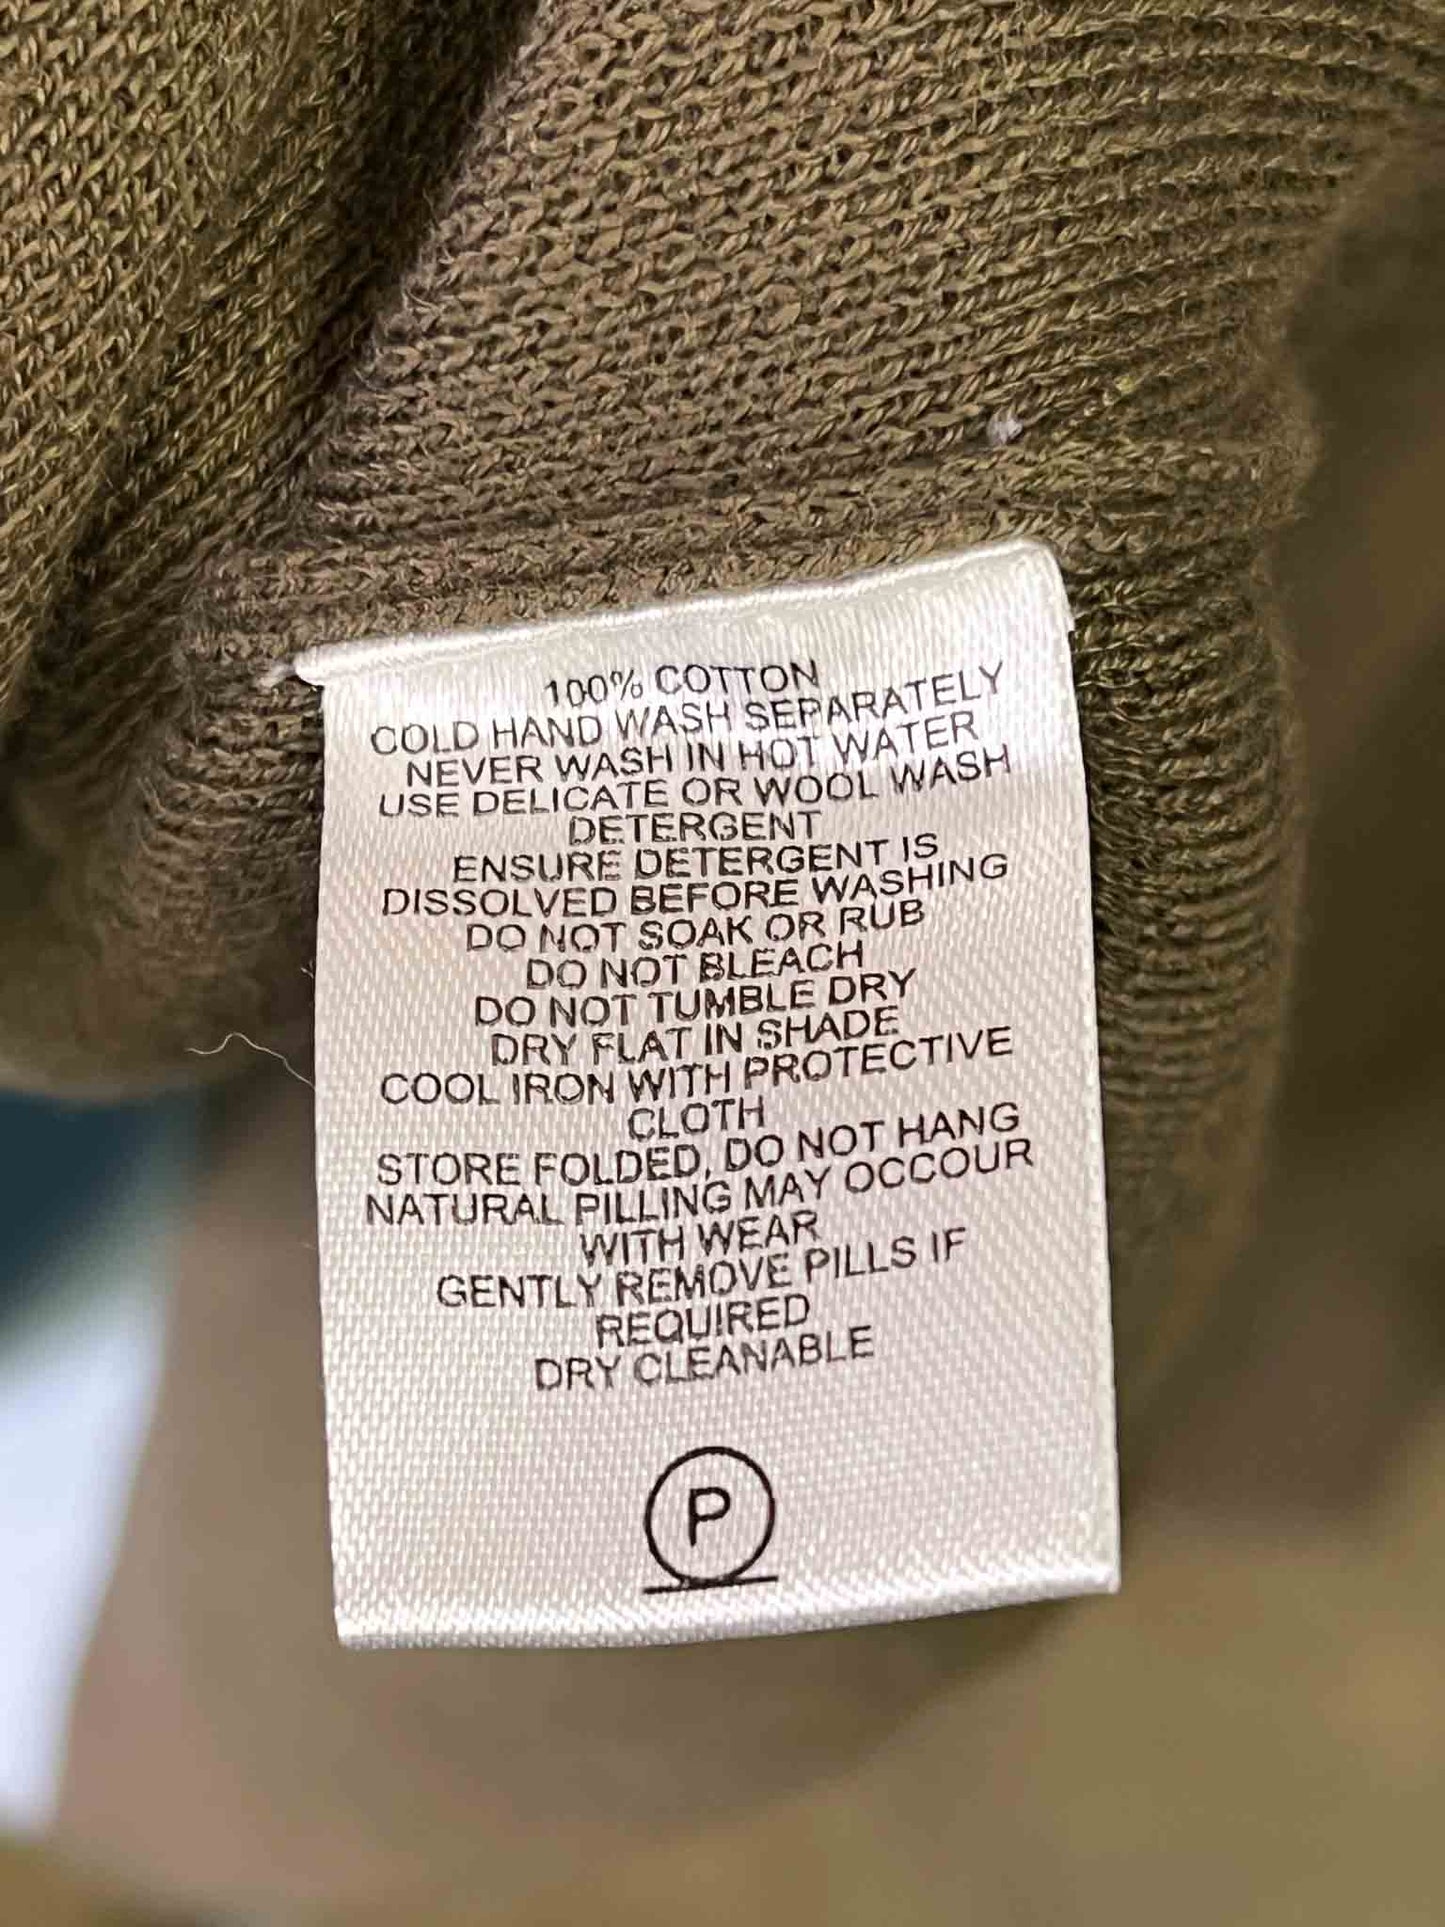 100% COTTON
COLD HAND WASH SEPARATELY
NEVER WASH IN HOT WATER
USE DELICATE OR WOOL WASH
DETERGENT
ENSURE DETERGENT IS
DISSOLVED BEFORE WASHING
DO NOT SOAK OR RUB
DO NOT BLEACH
DO NOT TUMBLE DRY
DRY FLAT IN SHADE
COOL IRON WITH PROTECTIVE
CLOTH
STORE FOLDED, DO NOT HANG
NATURAL PILLING MAY OCCOUR
WITH WEAR
GENTLY REMOVE PILLS IF
REQUIRED
DRY CLEANABLE
P